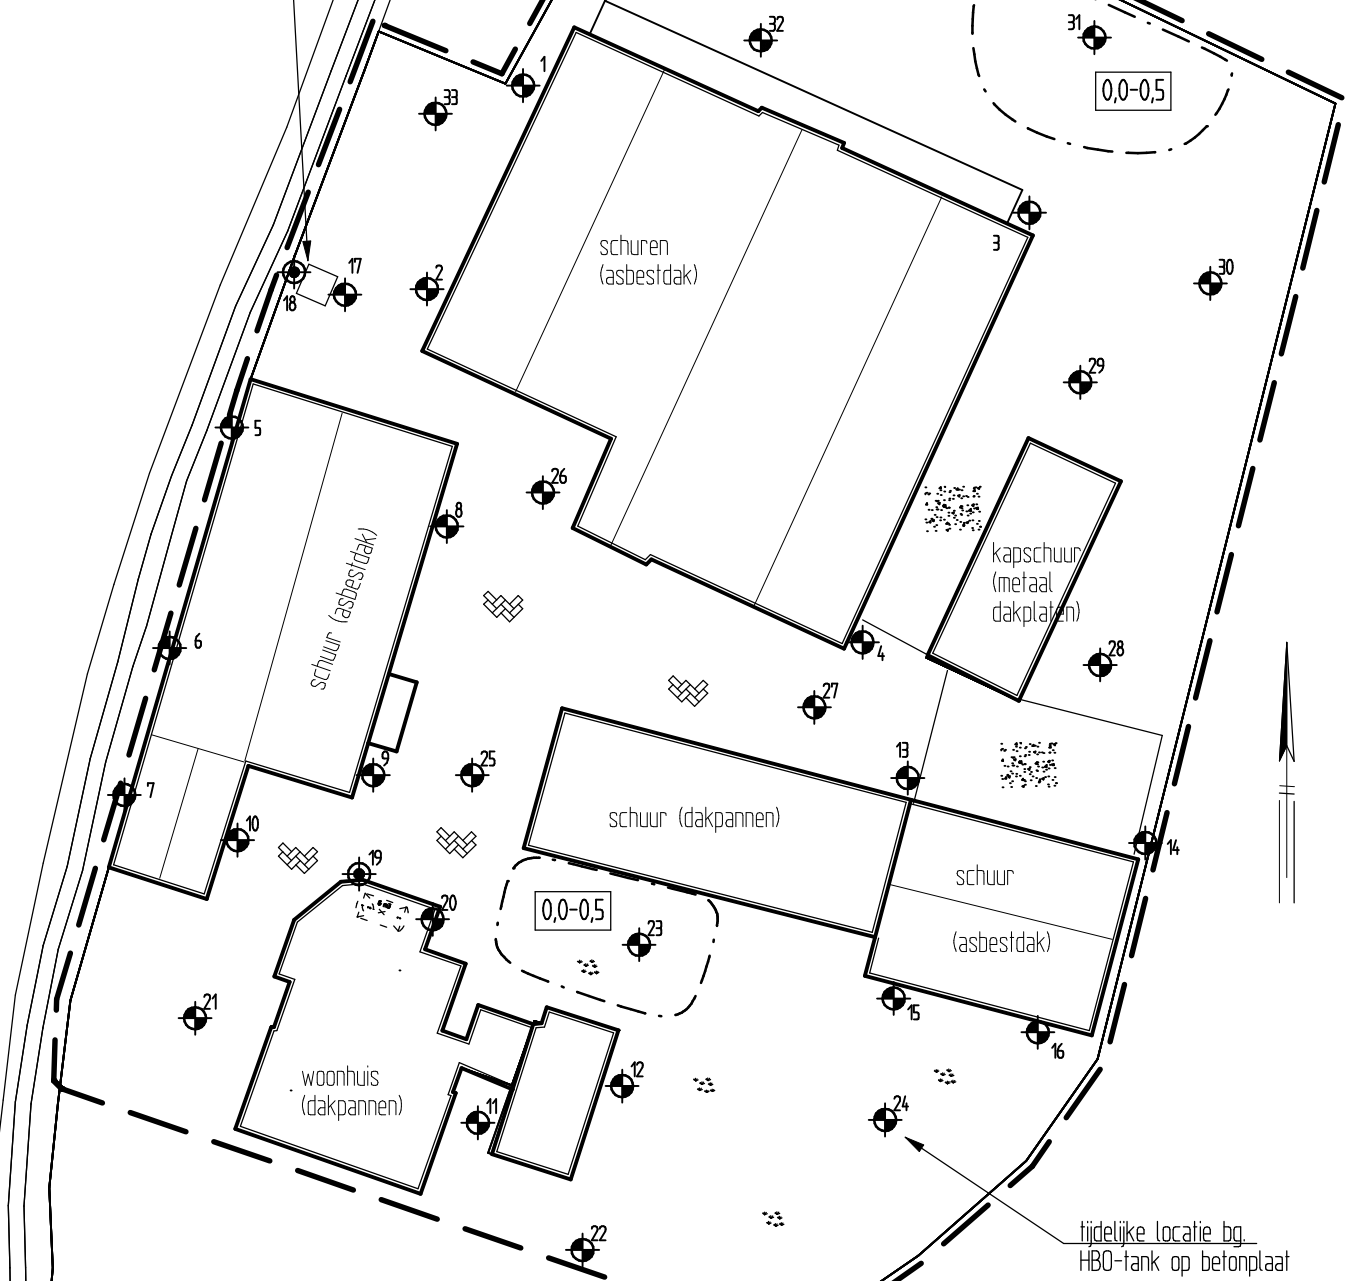 32
31
0,0-0,5
1
33
3
schuren
(asbestdak)
30
17
2
18
29
5
26
8
kapschuur
(metaal
dakplaten)
schuur (asbestdak)
6
4
28
27
13
9
25
7
schuur (dakpannen)
10
14
19
schuur
20
0,0-0,5
23
(asbestdak)
21
15
16
woonhuis
(dakpannen)
12
11
24
22
tijdelijke locatie bg.
HBO-tank op betonplaat